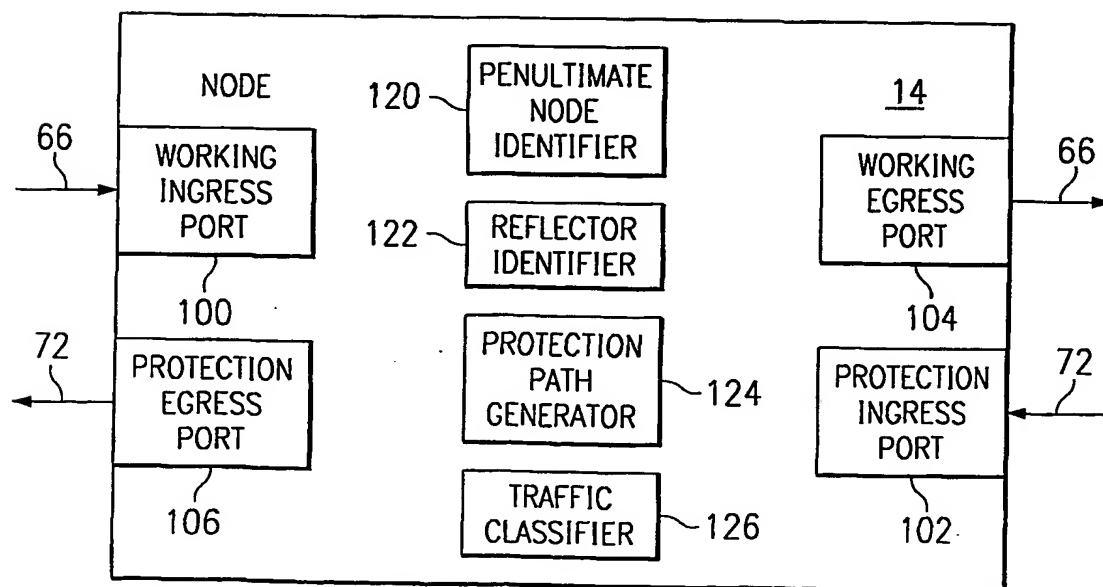 NODE
PENULTIMATE
NODE
IDENTIFIER
120
14
66
WORKING
INGRESS
PORT
100
WORKING
EGRESS
PORT
104
66
122
REFLECTOR
IDENTIFIER
72
PROTECTION
EGRESS
PORT
106
PROTECTION
PATH
GENERATOR
124
PROTECTION
INGRESS
PORT
102
72
TRAFFIC
CLASSIFIER
126